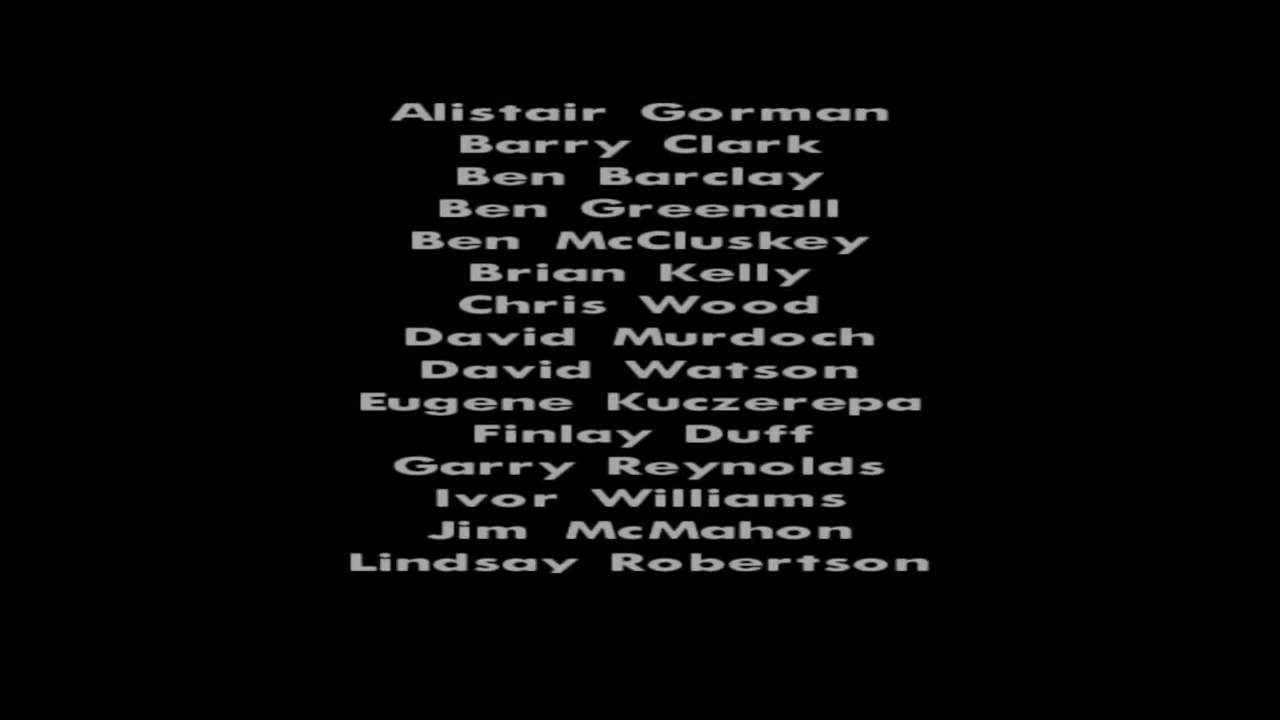 Alistair Gorman
Barry Clark
Ben Barclay
Ben Greenall
Ben McCluskey
Brian Kelly
Chris Wood
David Murdoch
David Watson
Eugene Kuczerepa
Finlay Duff
Garry Reynolds
Ivor Williams
Jim McMahon
Lindsay Robertson